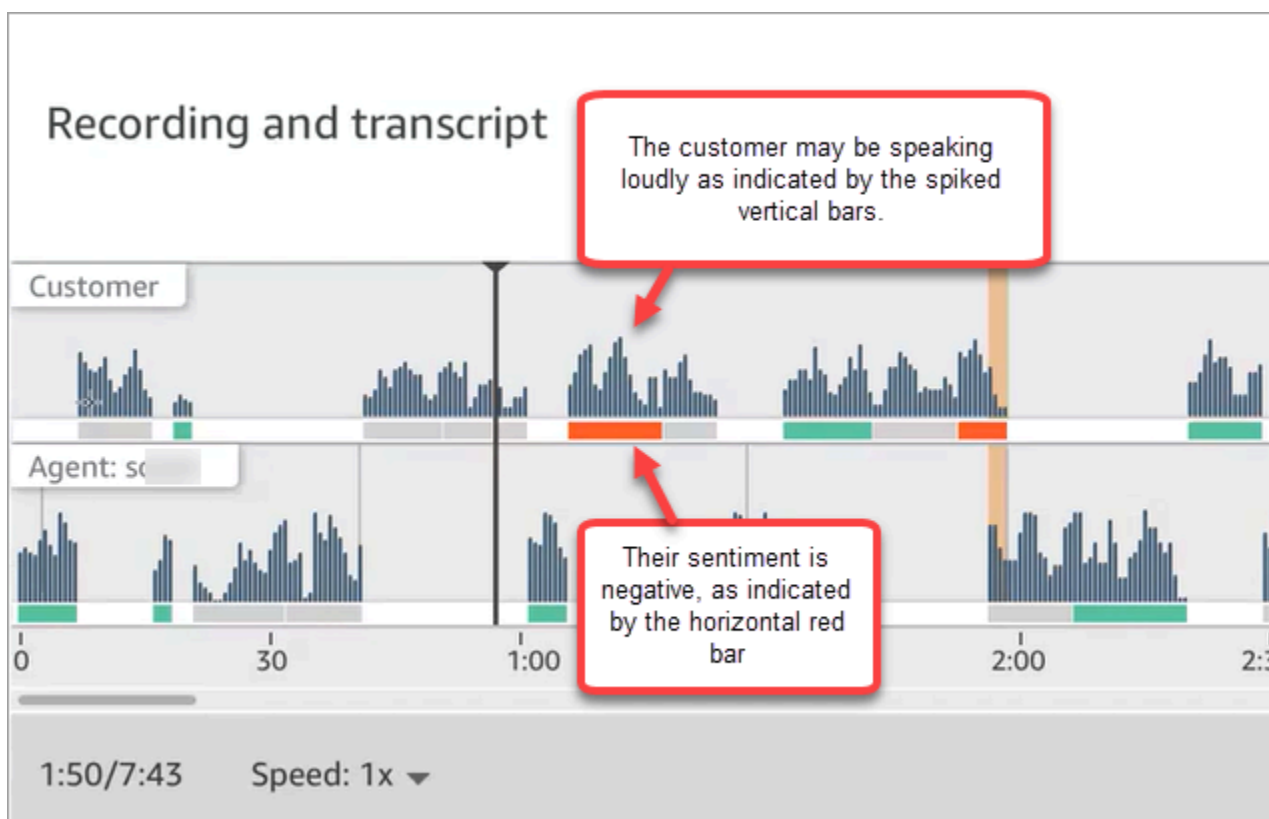 Recording and transcript
The customer may be speaking
loudly as indicated by the spiked
vertical bars.
Customer
Agent:
Their sentiment is
negative, as indicated
by the horizontal red
bar
0 30 1:00 2:00
1:50/7:43 Speed: 1x